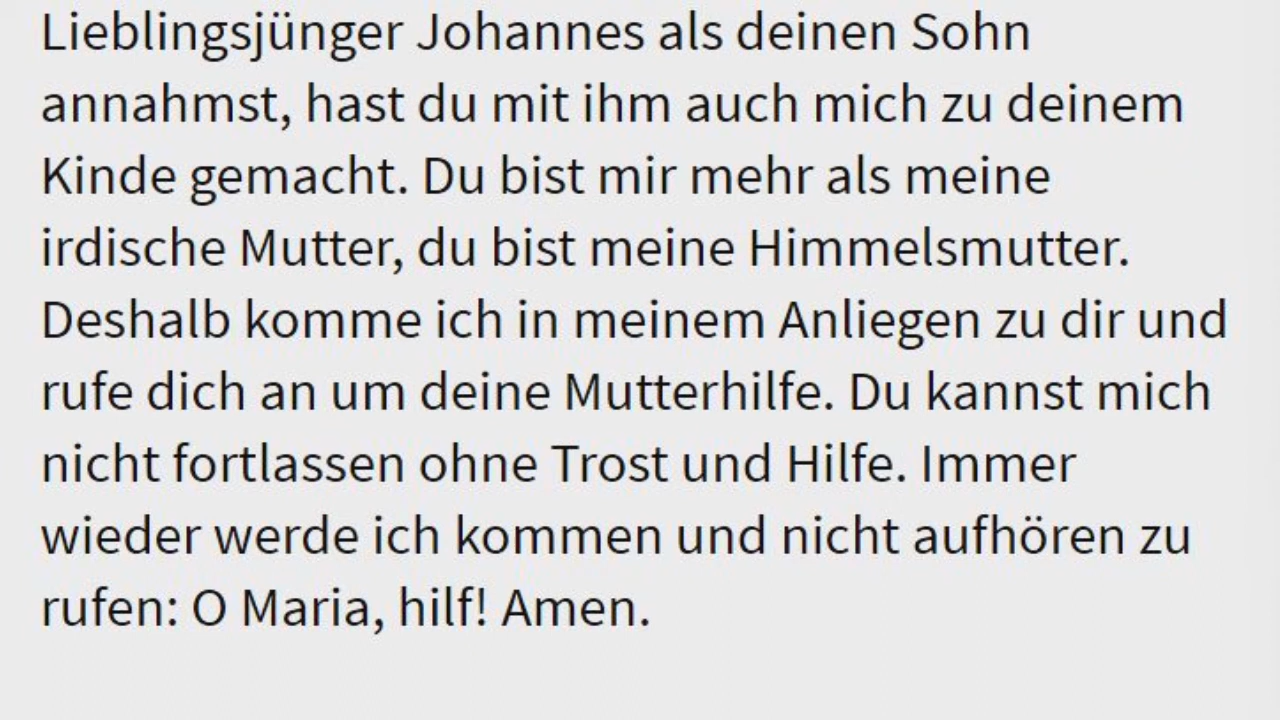 Lieblingsjünger Johannes als deinen Sohn
annahmst, hast du mit ihm auch mich zu deinem
Kinde gemacht. Du bist mir mehr als meine
irdische Mutter, du bist meine Himmelsmutter.
Deshalb komme ich in meinem Anliegen zu dir und
rufe dich an um deine Mutterhilfe. Du kannst mich
nicht fortlassen ohne Trost und Hilfe. Immer
wieder werde ich kommen und nicht aufhören zu
rufen: O Maria, hilf! Amen.